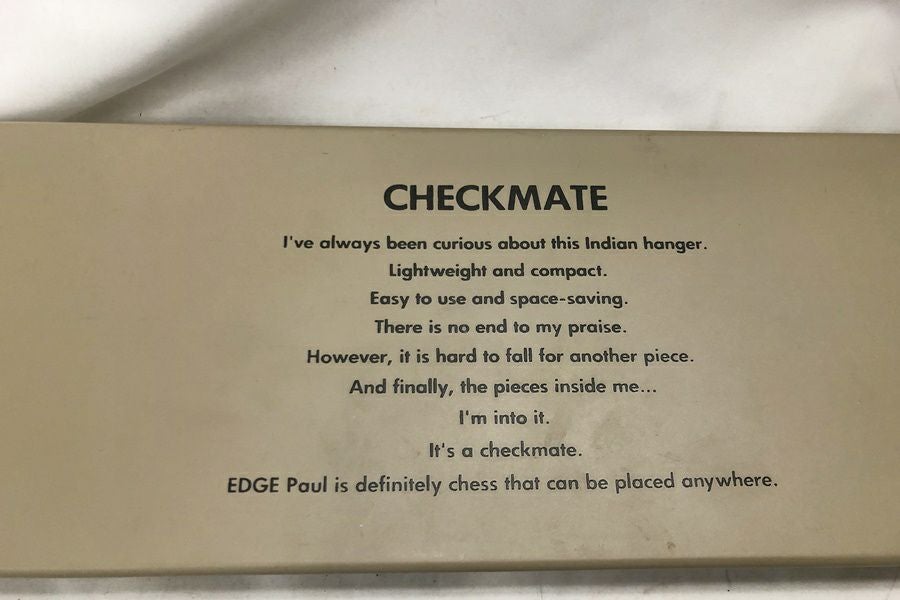 CHECKMATE
I've always been curious about this Indian hanger.
Lightweight and compact.
Easy to use and space-saving.
There is no end to my praise.
However, it is hard to fall for another piece.
And finally, the pieces inside me...
I'm into it.
It's a checkmate.
EDGE Paul is definitely chess that can be placed anywhere.